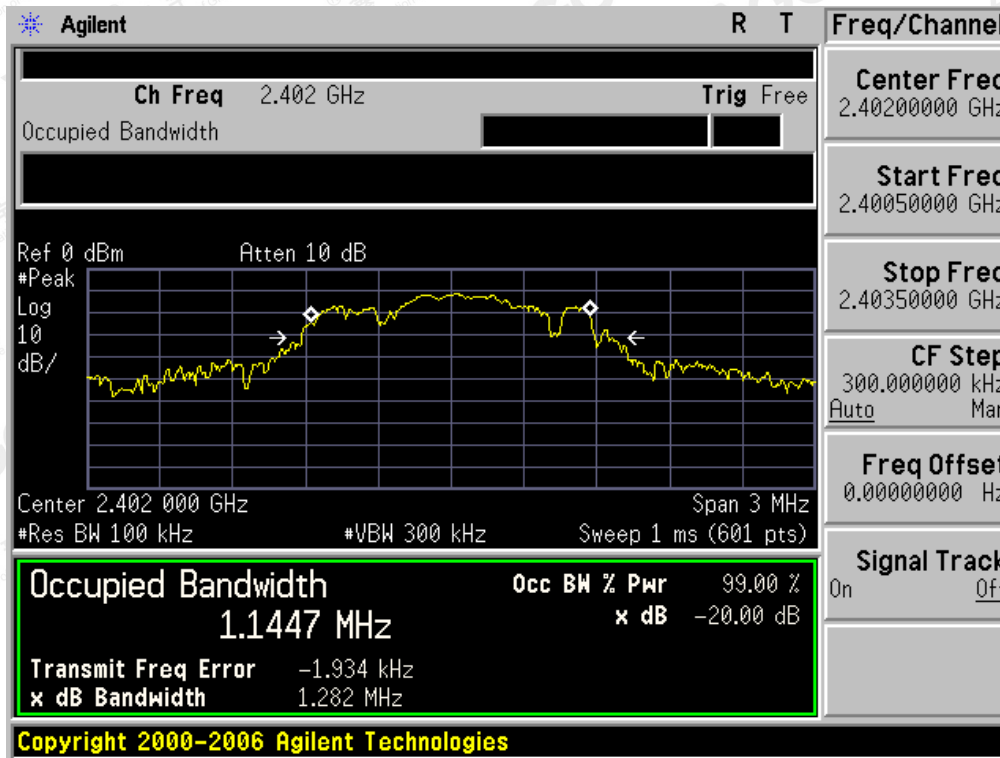 Agilent R T
Freq/Channel
Ch Freq 2.402 GHz Trig Free
Occupied Bandwidth
Center Freq
2.40200000 GHz
Start Freq
2.40050000 GHz
Stop Freq
2.40350000 GHz
CF Step
300.000000 kHz
Auto Man
Freq Offset
0.00000000 Hz
Signal Track
On Off
Ref 0 dBm Atten 10 dB
#Peak
Log
10
dB/
Center 2.402 000 GHz Span 3 MHz
#Res BW 100 kHz #VBW 300 kHz Sweep 1 ms (601 pts)
Occupied Bandwidth
1.1447 MHz
Occ BW % Pwr 99.00 %
x dB -20.00 dB
Transmit Freq Error -1.934 kHz
x dB Bandwidth 1.282 MHz
Copyright 2000-2006 Agilent Technologies